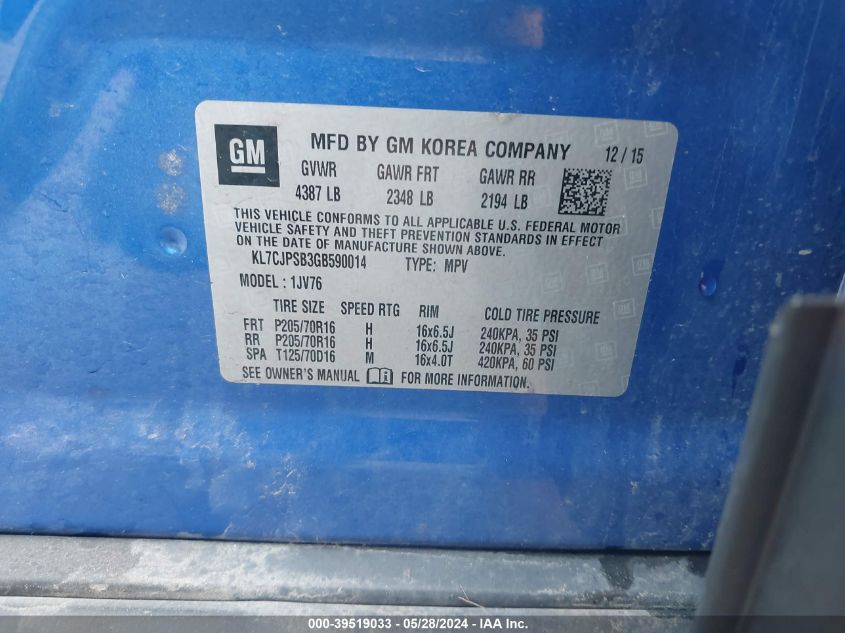 GM
MFD BY GM KOREA COMPANY 12 / 15
GVWR GAWR FRT GAWR RR
4387 LB 2348 LB 2194 LB
THIS VEHICLE CONFORMS TO ALL APPLICABLE U.S. FEDERAL MOTOR
VEHICLE SAFETY AND THEFT PREVENTION STANDARDS IN EFFECT
ON THE DATE OF MANUFACTURE SHOWN ABOVE.
KL7CJPSB3GB590014 TYPE: MPV
MODEL : 1JV76
TIRE SIZE SPEED RTG RIM COLD TIRE PRESSURE
FRT P205/70R16 H 16x6.5J 240KPA, 35 PSI
RR P205/70R16 H 16x6.5J 240KPA, 35 PSI
SPA T125/70D16 M 16x4.0T 420KPA, 60 PSI
SEE OWNER'S MANUAL FOR MORE INFORMATION.
000-39519033 - 05/28/2024 - IAAI.com